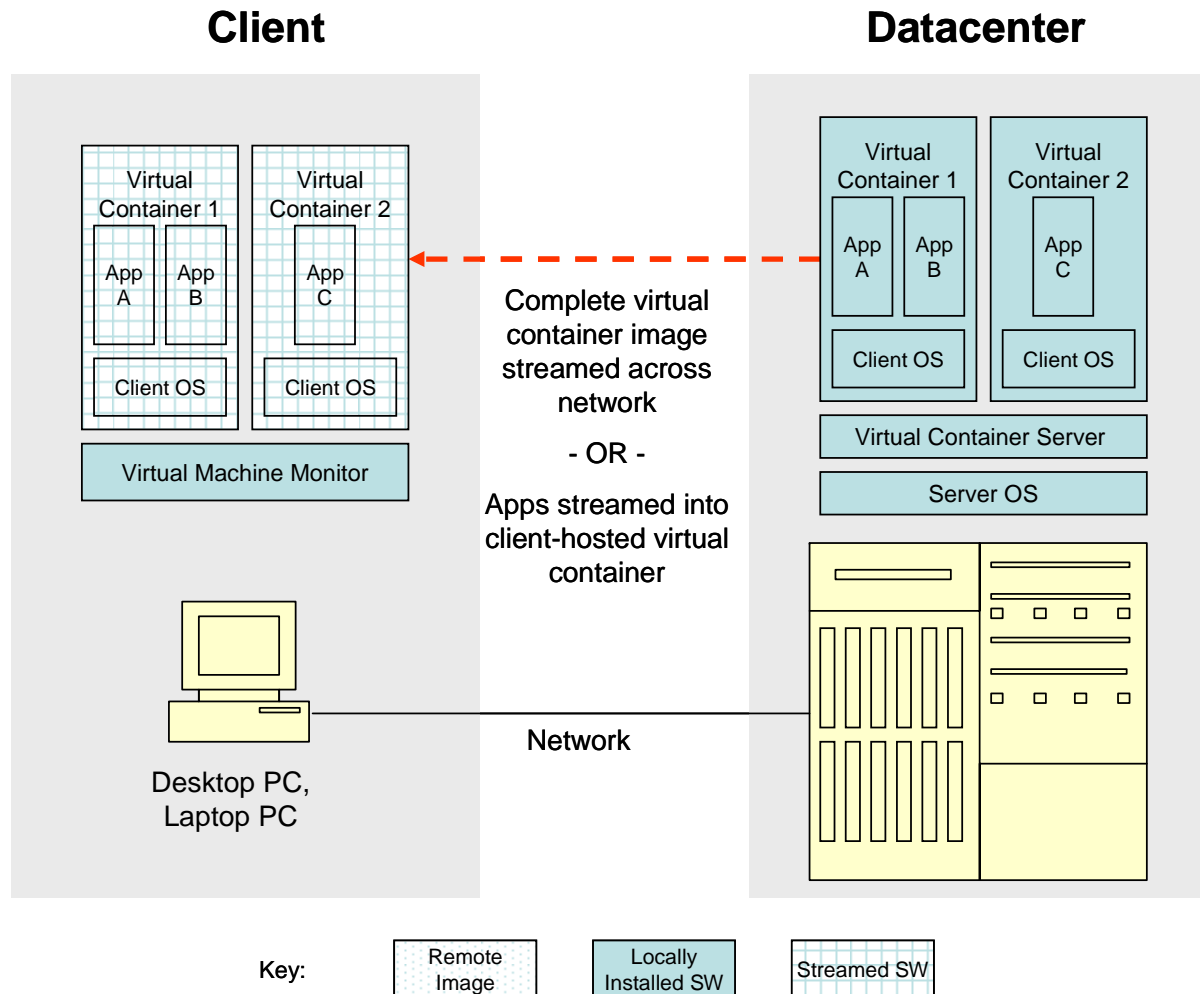 Client
Datacenter
Virtual
Container 1
App
A
App
B
Client OS
Virtual
Container 2
App
C
Client OS
Virtual Machine Monitor
Complete virtual
container image
streamed across
network
- OR -
Apps streamed into
client-hosted virtual
container
Virtual
Container 1
App
A
App
B
Client OS
Virtual
Container 2
App
C
Client OS
Virtual Container Server
Server OS
Desktop PC,
Laptop PC
Network
Key:
Remote
Image
Locally
Installed SW
Streamed SW